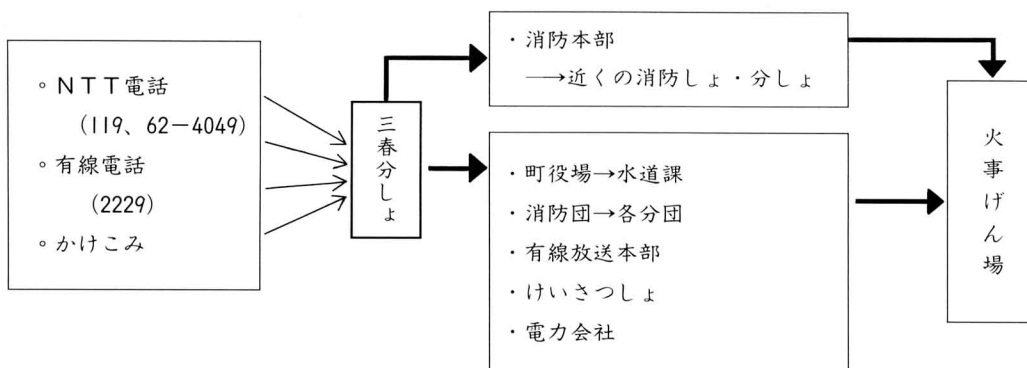 ◦ＮＴＴ電話
（119、62－4049）
◦有線電話
（2229）
◦かけこみ
三春分しょ
・消防本部
→近くの消防しょ・分しょ
・町役場→水道課
・消防団→各分団
・有線放送本部
・けいさつしょ
・電力会社
火事げん場